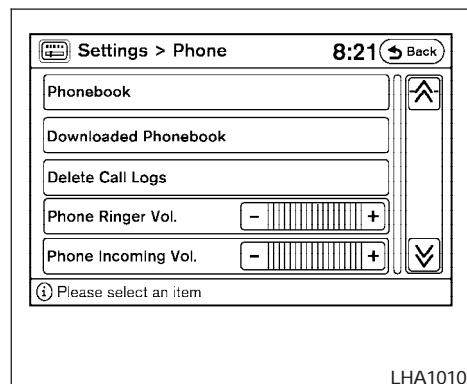 Settings > Phone 8:21 Back
Phonebook
Downloaded Phonebook
Delete Call Logs
Phone Ringer Vol. - +
Phone Incoming Vol. - +
i Please select an item
LHA1010